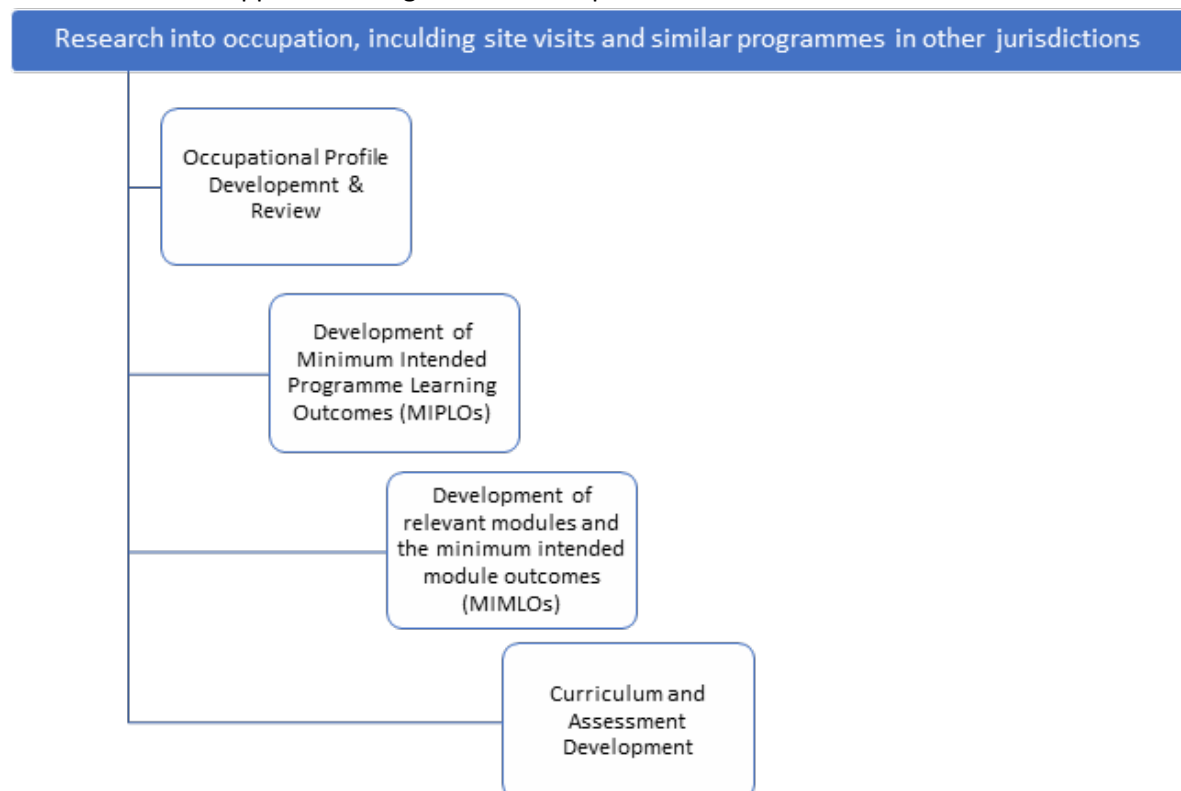 Research into occupation, inculding site visits and similar programmes in other jurisdictions
Occupational Profile
Developemnt &
Review
Development of
Minimum Intended
Programme Learning
Outcomes (MIPLOs)
Development of
relevant modules and
the minimum intended
module outcomes
(MIMLOs)
Curriculum and
Assessment
Development